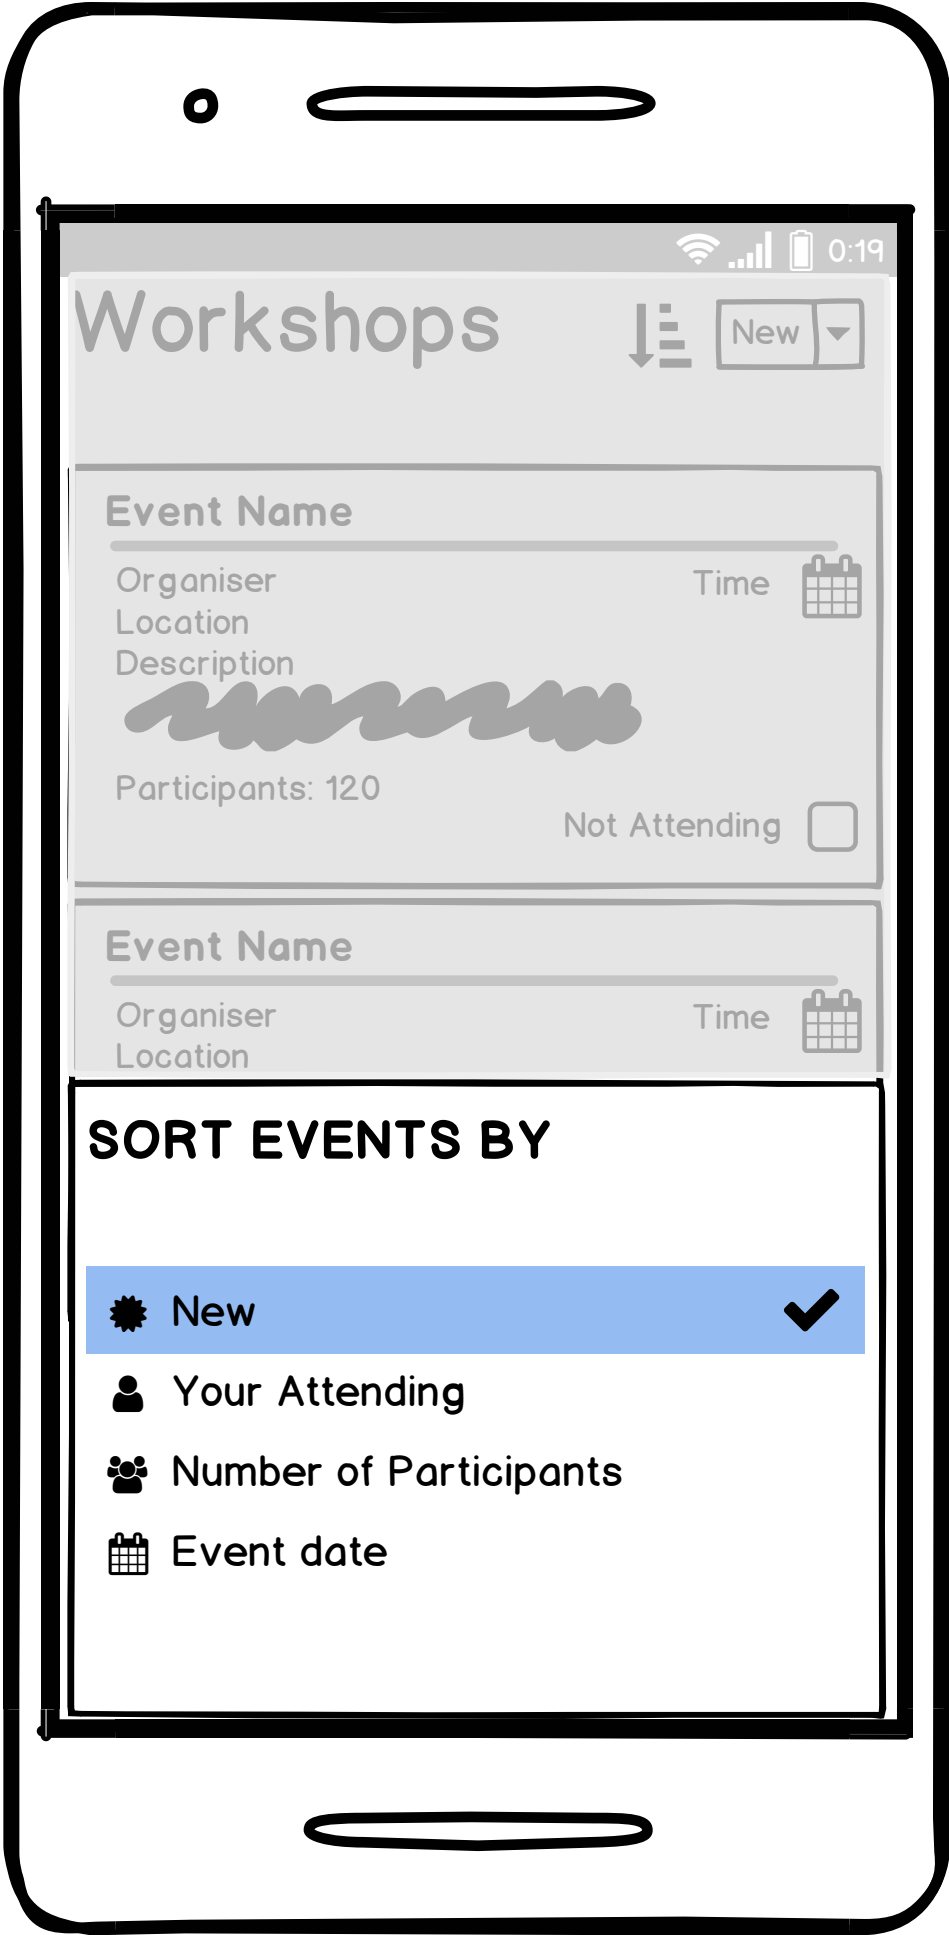 0:19
Workshops
New
Event Name
Organiser
Time
Location
Description
Participants: 120
Not Attending
Event Name
Organiser
Time
Location
SORT EVENTS BY
New
Your Attending
Number of Participants
Event date